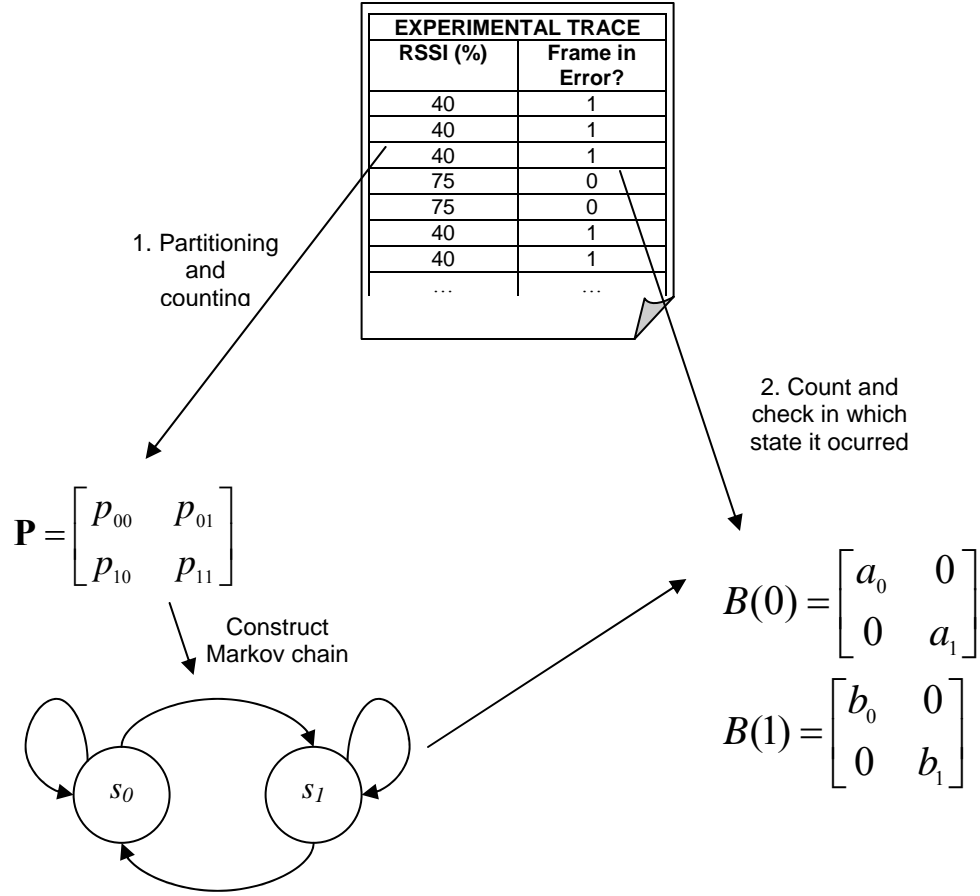 EXPERIMENTAL TRACE
RSSI (%) Frame in
Error?
40 1
40 1
40 1
75 0
75 0
40 1
40 1
... ...
1. Partitioning
and
counting
2. Count and
check in which
state it ocurred
P = [p₀₀ p₀₁
p₁₀ p₁₁]
Construct
Markov chain
s₀ s₁
B(0) = [a₀ 0
0 a₁]
B(1) = [b₀ 0
0 b₁]